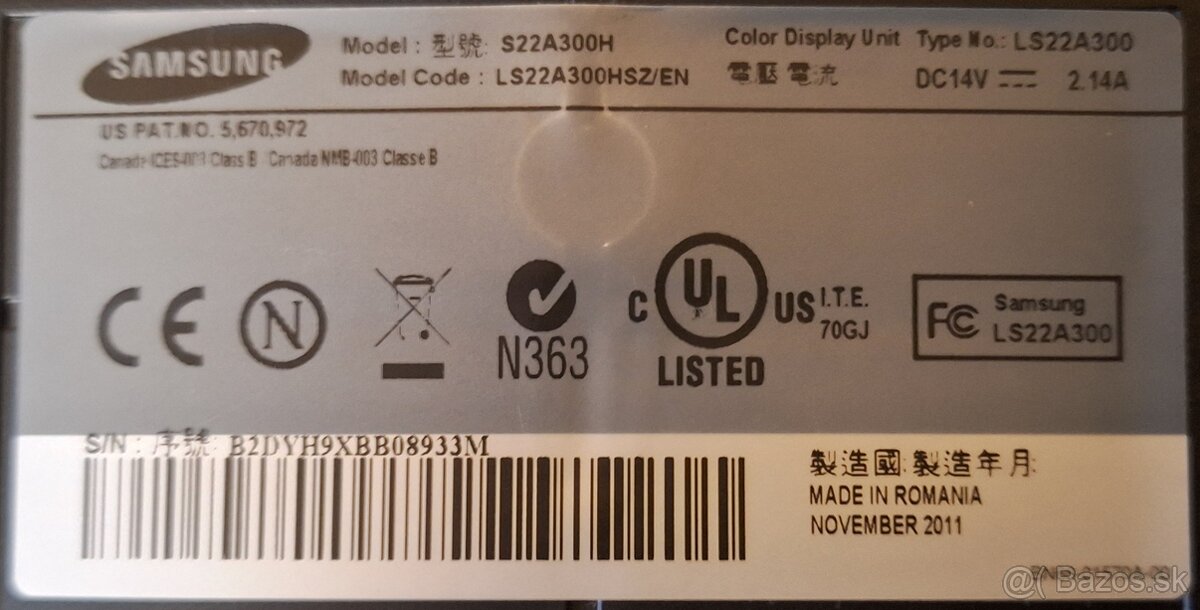 SAMSUNG
Model : 型號: S22A300H
Model Code : LS22A300HSZ/EN
Color Display Unit Type No.: LS22A300
電壓 電流 DC14V 2.14A
US PAT.NO. 5,670,972
Canada ICES-003 Class B Canada NMB-003 Classe B
CE
N
N363
C UL US
LISTED
I.T.E.
70GJ
FC Samsung
LS22A300
S/N : 序號: B2DYH9XBB08933M
製造國: 製造年月:
MADE IN ROMANIA
NOVEMBER 2011
@( Bazos.sk